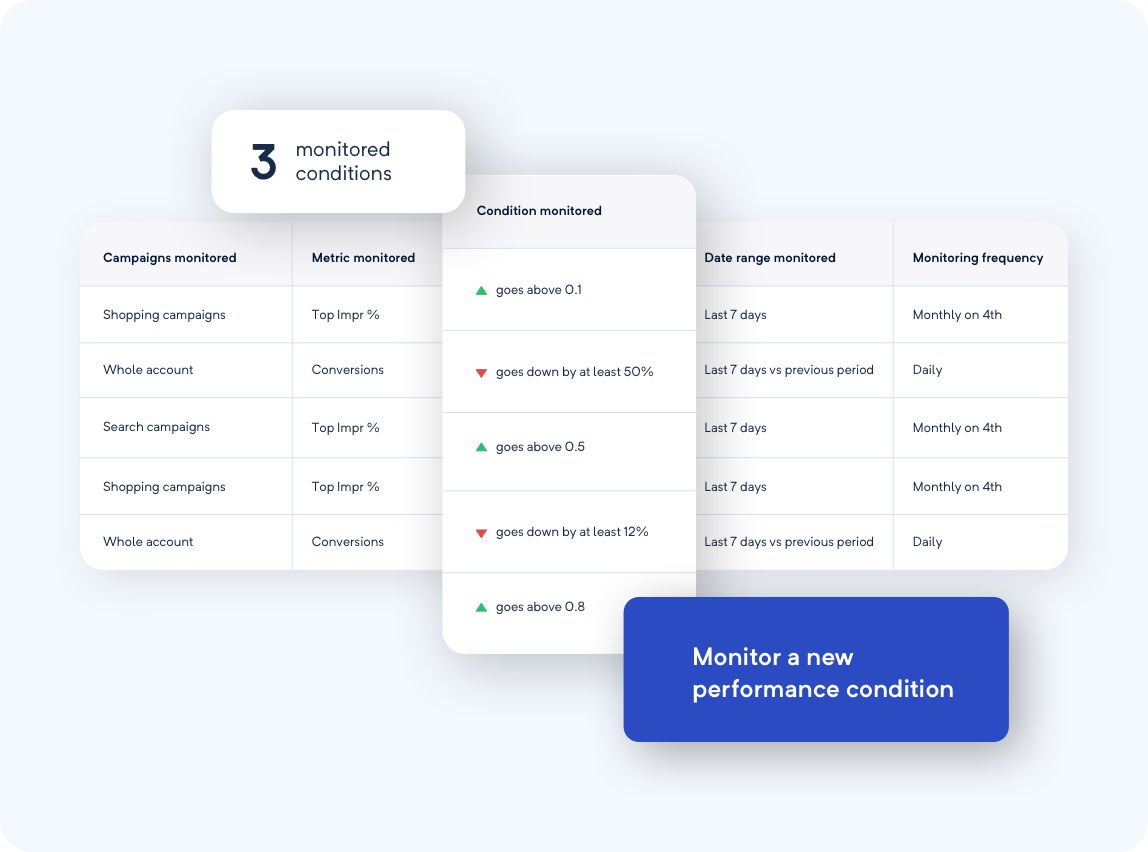 3
monitored
conditions
Campaigns monitored
Metric monitored
Condition monitored
Date range monitored
Monitoring frequency
Shopping campaigns
Top Impr %
goes above 0.1
Last 7 days
Monthly on 4th
Whole account
Conversions
goes down by at least 50%
Last 7 days vs previous period
Daily
Search campaigns
Top Impr %
goes above 0.5
Last 7 days
Monthly on 4th
Shopping campaigns
Top Impr %
goes down by at least 12%
Last 7 days
Monthly on 4th
Whole account
Conversions
goes above 0.8
Last 7 days vs previous period
Daily
Monitor a new
performance condition